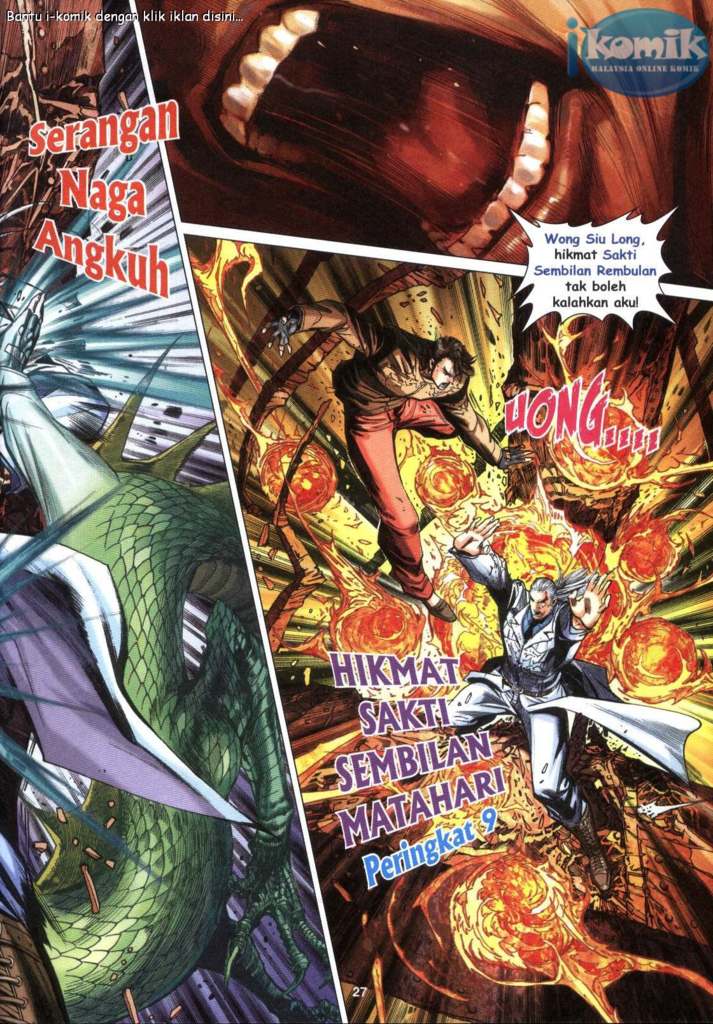 Bantu i-komik dengan klik iklan disini...
ikomik
MALAYSIA ONLINE KOMIK
Serangan
Naga
Angkuh
Wong Siu Long,
hikmat Sakti
Sembilan Rembulan
tak boleh
kalahkan aku!
UONG....
HIKMAT
SAKTI
SEMBILAN
MATAHARI
Peringkat 9
27